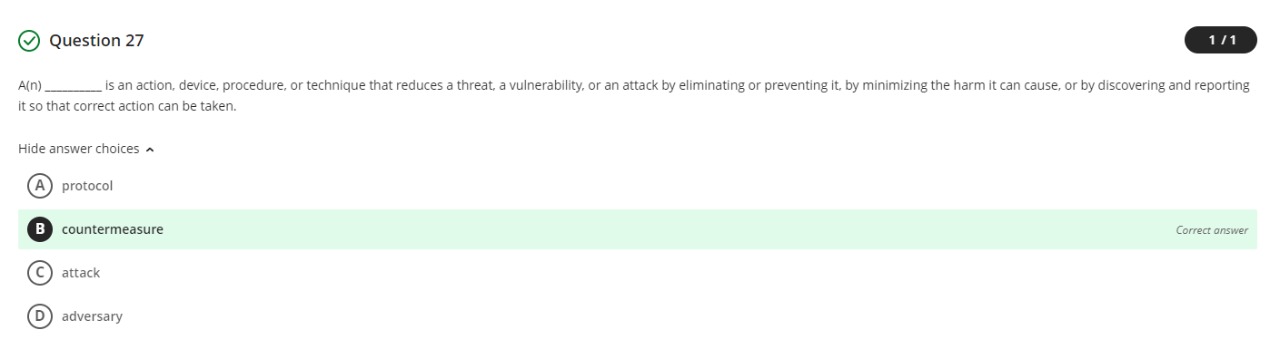 Question 27
1 / 1
A(n) __________ is an action, device, procedure, or technique that reduces a threat, a vulnerability, or an attack by eliminating or preventing it, by minimizing the harm it can cause, or by discovering and reporting
it so that correct action can be taken.
Hide answer choices
A protocol
B countermeasure Correct answer
C attack
D adversary